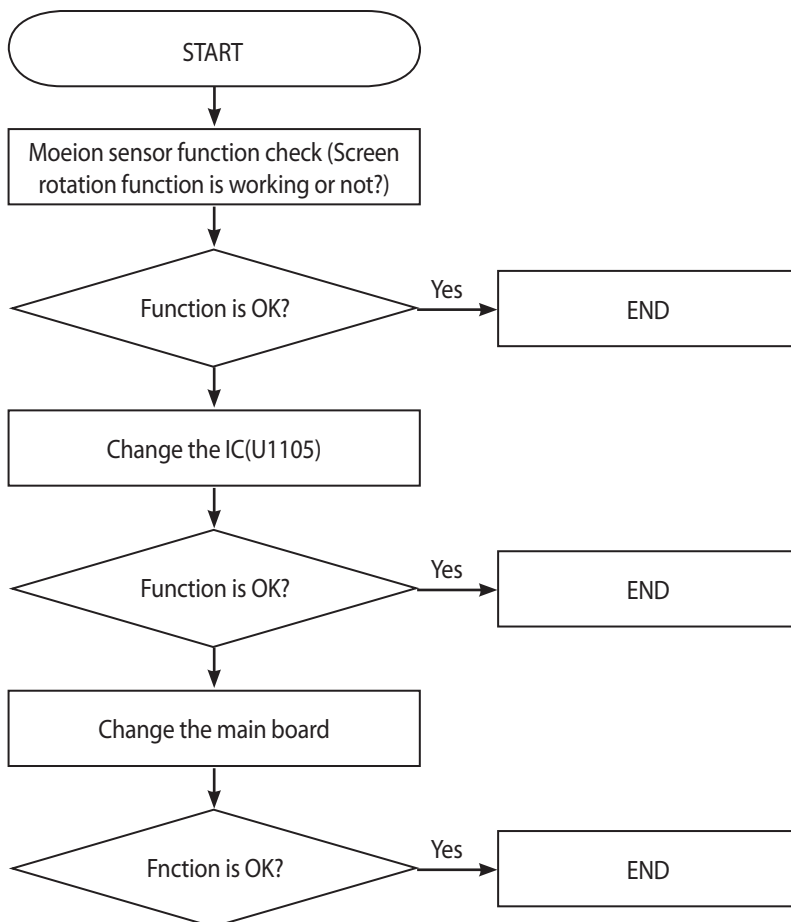 START
Moeion sensor function check (Screen
rotation function is working or not?)
Function is OK?
Yes
END
Change the IC(U1105)
Function is OK?
Yes
END
Change the main board
Fnction is OK?
Yes
END